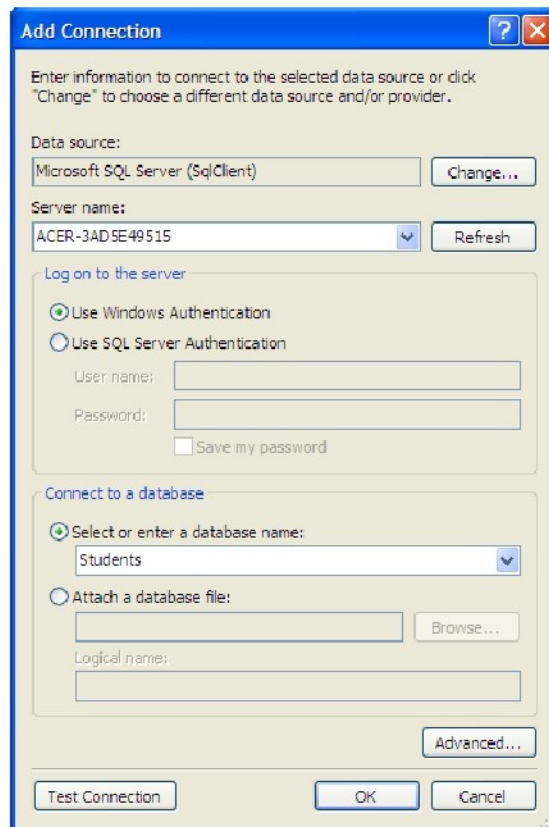 Add Connection
Enter information to connect to the selected data source or click
"Change" to choose a different data source and/or provider.
Data source:
Microsoft SQL Server (SqlClient)
Change...
Server name:
ACER-3AD5E49515
Refresh
Log on to the server
Use Windows Authentication
Use SQL Server Authentication
User name:
Password:
Save my password
Connect to a database
Select or enter a database name:
Students
Attach a database file:
Browse...
Logical name:
Advanced...
Test Connection
OK
Cancel